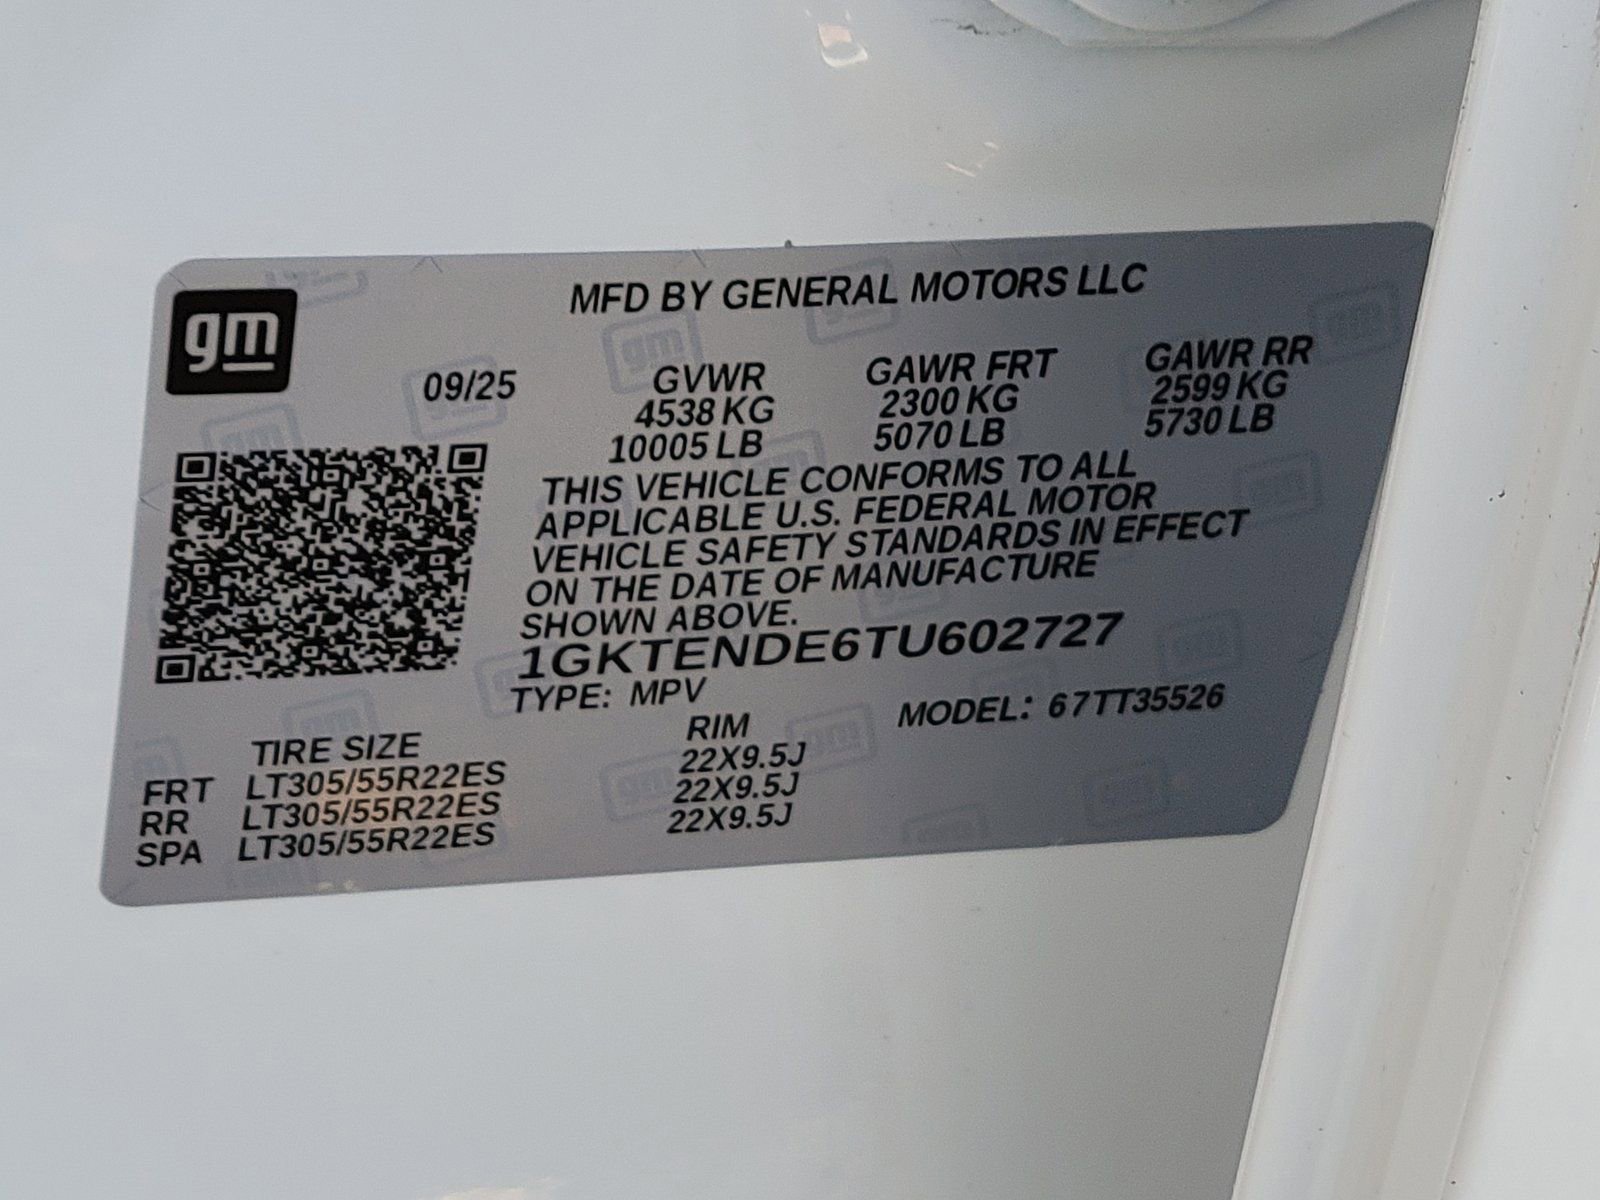 gm
MFD BY GENERAL MOTORS LLC
09/25 GVWR GAWR FRT GAWR RR
4538 KG 2300 KG 2599 KG
10005 LB 5070 LB 5730 LB
THIS VEHICLE CONFORMS TO ALL
APPLICABLE U.S. FEDERAL MOTOR
VEHICLE SAFETY STANDARDS IN EFFECT
ON THE DATE OF MANUFACTURE
SHOWN ABOVE.
1GKTENDE6TU602727
TYPE: MPV MODEL: 67TT35526
TIRE SIZE RIM
FRT LT305/55R22ES 22X9.5J
RR LT305/55R22ES 22X9.5J
SPA LT305/55R22ES 22X9.5J